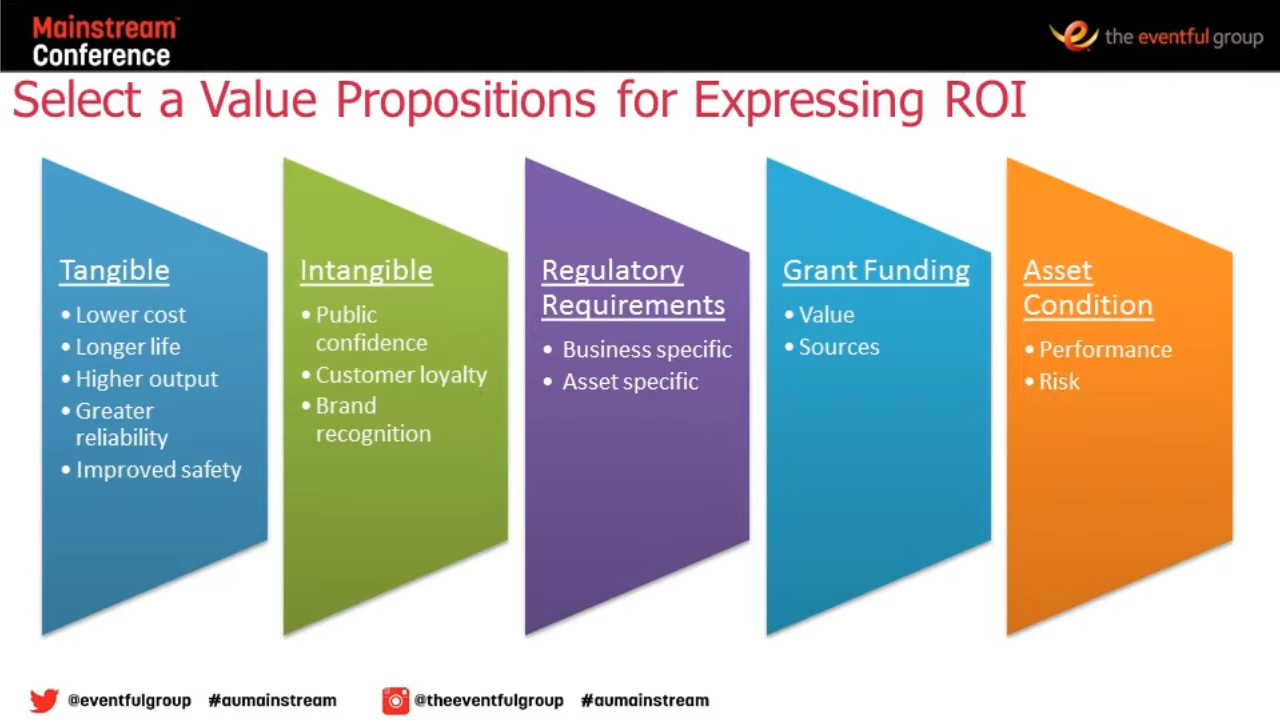 Mainstream
Conference
the eventful group
Select a Value Propositions for Expressing ROI
Tangible
• Lower cost
• Longer life
• Higher output
• Greater
reliability
• Improved safety
Intangible
• Public
confidence
• Customer loyalty
• Brand
recognition
Regulatory
Requirements
• Business specific
• Asset specific
Grant Funding
• Value
• Sources
Asset
Condition
• Performance
• Risk
@eventfulgroup #aumainstream
@theeventfulgroup #aumainstream